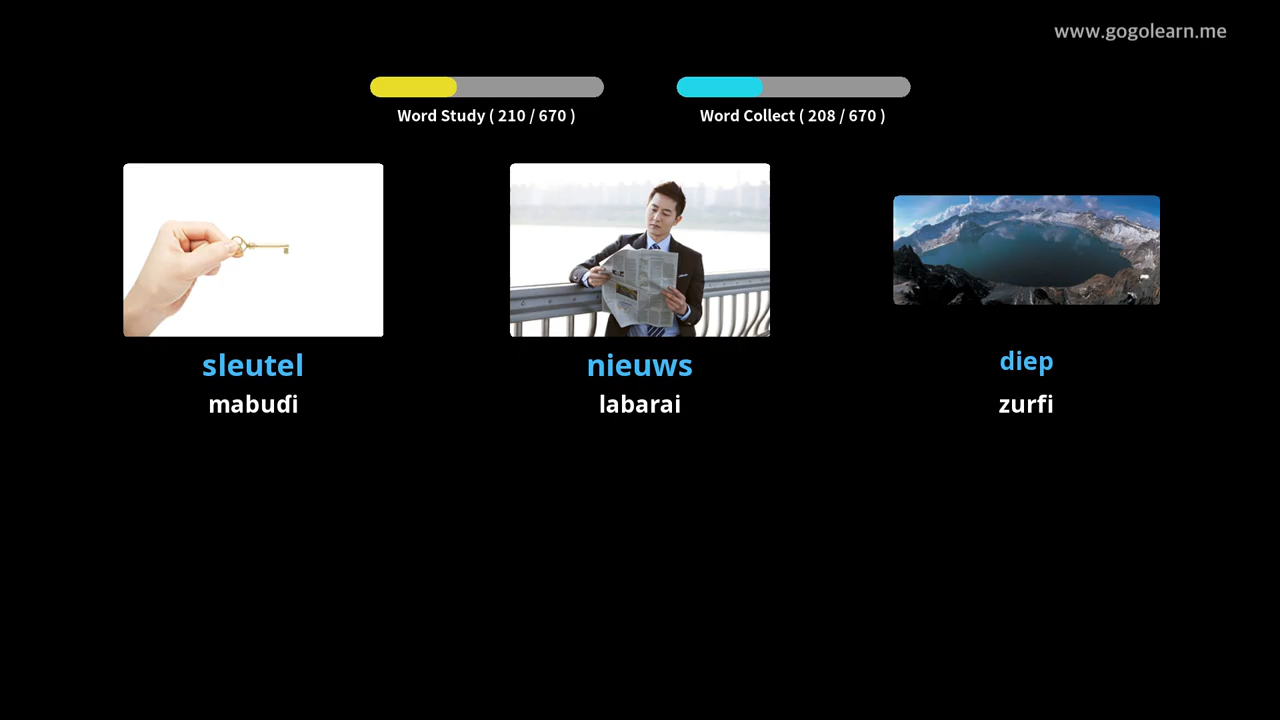 www.gogolearn.me
Word Study ( 210 / 670 )
Word Collect ( 208 / 670 )
sleutel
mabuɗi
nieuws
labarai
diep
zurfi